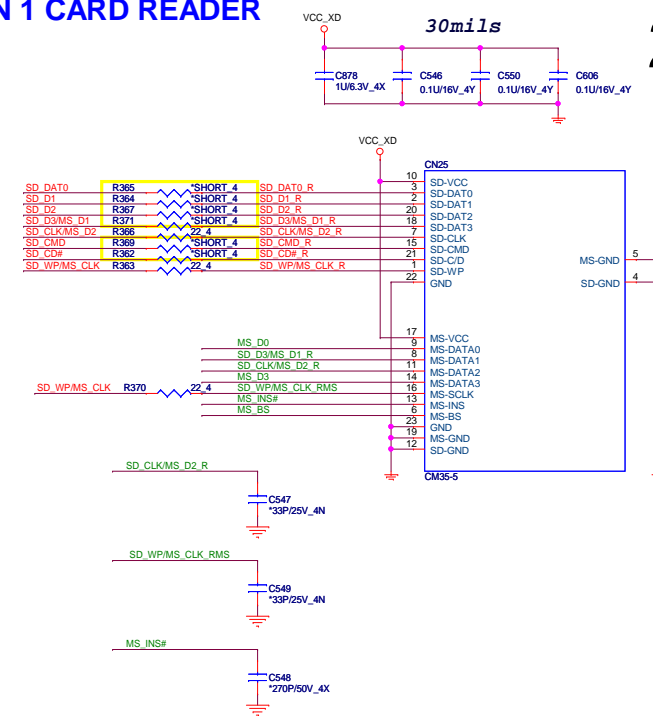 N 1 CARD READER
VCC_XD
30mils
C878
1U/6.3V_4X
C546
0.1U/16V_4Y
C550
0.1U/16V_4Y
C606
0.1U/16V_4Y
VCC_XD
CN25
10 SD-VCC
SD_DAT0 R365 *SHORT_4 SD_DAT0_R 3 SD-DAT0
SD_D1 R364 *SHORT_4 SD_D1_R 2 SD-DAT1
SD_D2 R367 *SHORT_4 SD_D2_R 20 SD-DAT2
SD_D3/MS_D1 R371 *SHORT_4 SD_D3/MS_D1_R 18 SD-DAT3
SD_CLK/MS_D2 R366 22_4 SD_CLK/MS_D2_R 7 SD-CLK
SD_CMD R369 *SHORT_4 SD_CMD_R 15 SD-CMD
SD_CD# R362 *SHORT_4 SD_CD#_R 21 SD-C/D
SD_WP/MS_CLK R363 22_4 SD_WP/MS_CLK_R 1 SD-WP
22 GND
MS-GND 5
SD-GND 4
17 MS-VCC
MS_D0 9 MS-DATA0
SD_D3/MS_D1_R 8 MS-DATA1
SD_CLK/MS_D2_R 11 MS-DATA2
MS_D3 14 MS-DATA3
SD_WP/MS_CLK R370 22_4 SD_WP/MS_CLK_RMS 16 MS-SCLK
MS_INS# 13 MS-INS
MS_BS 6 MS-BS
23 GND
19 MS-GND
12 SD-GND
CM35-5
SD_CLK/MS_D2_R
C547
*33P/25V_4N
SD_WP/MS_CLK_RMS
C549
*33P/25V_4N
MS_INS#
C548
*270P/50V_4X